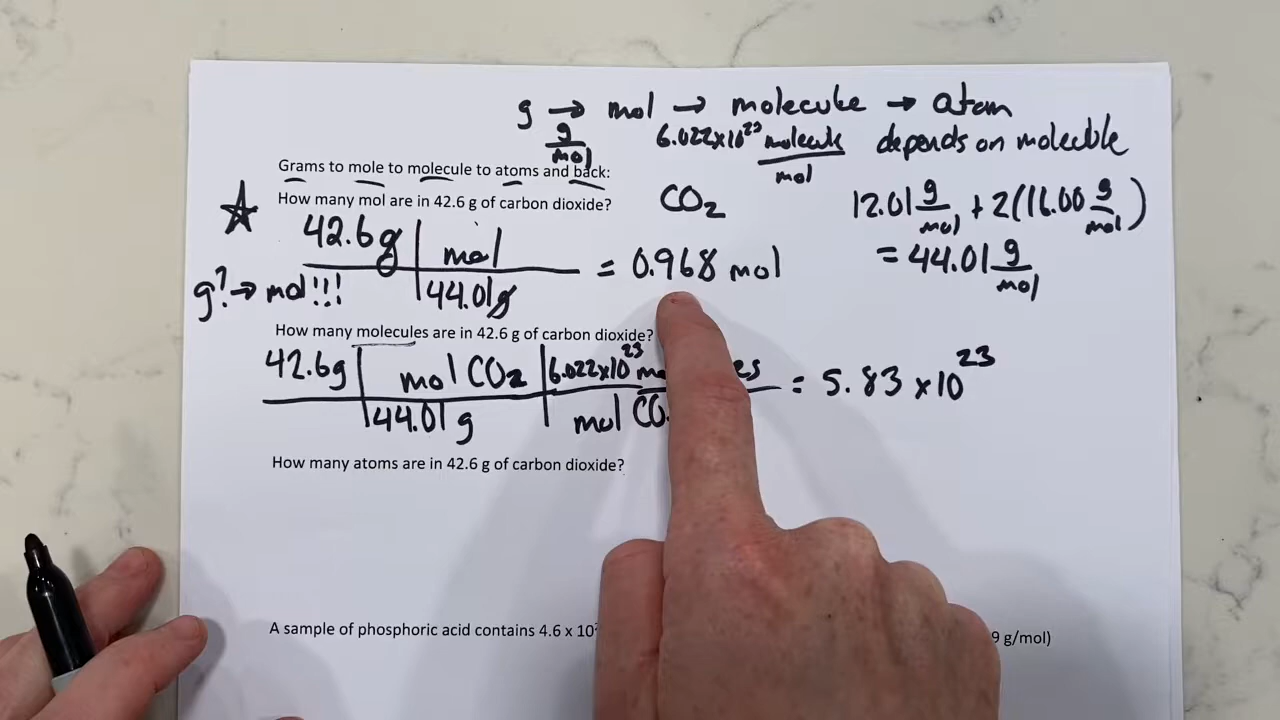 g → mol → molecule → atom
g/mol 6.022x10^23 molecule/mol depends on molecule
Grams to mole to molecule to atoms and back:
How many mol are in 42.6 g of carbon dioxide?
CO2 12.01 g/mol + 2(16.00 g/mol)
= 44.01 g/mol
42.6g | mol
44.01g
= 0.968 mol
g? → mol!!!
How many molecules are in 42.6 g of carbon dioxide?
42.6g | mol CO2 | 6.022x10^23
44.01 g | mol
= 5.83 x 10^23
How many atoms are in 42.6 g of carbon dioxide?
A sample of phosphoric acid contains 4.6 x 10 9 g/mol)